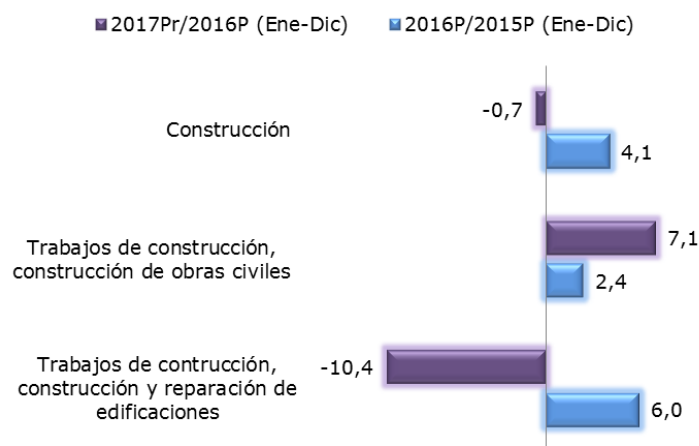 2017Pr/2016P (Ene-Dic) 2016P/2015P (Ene-Dic)
Construcción
-0,7
4,1
Trabajos de construcción,
construcción de obras civiles
7,1
2,4
Trabajos de contrucción,
construcción y reparación de
edificaciones
-10,4
6,0